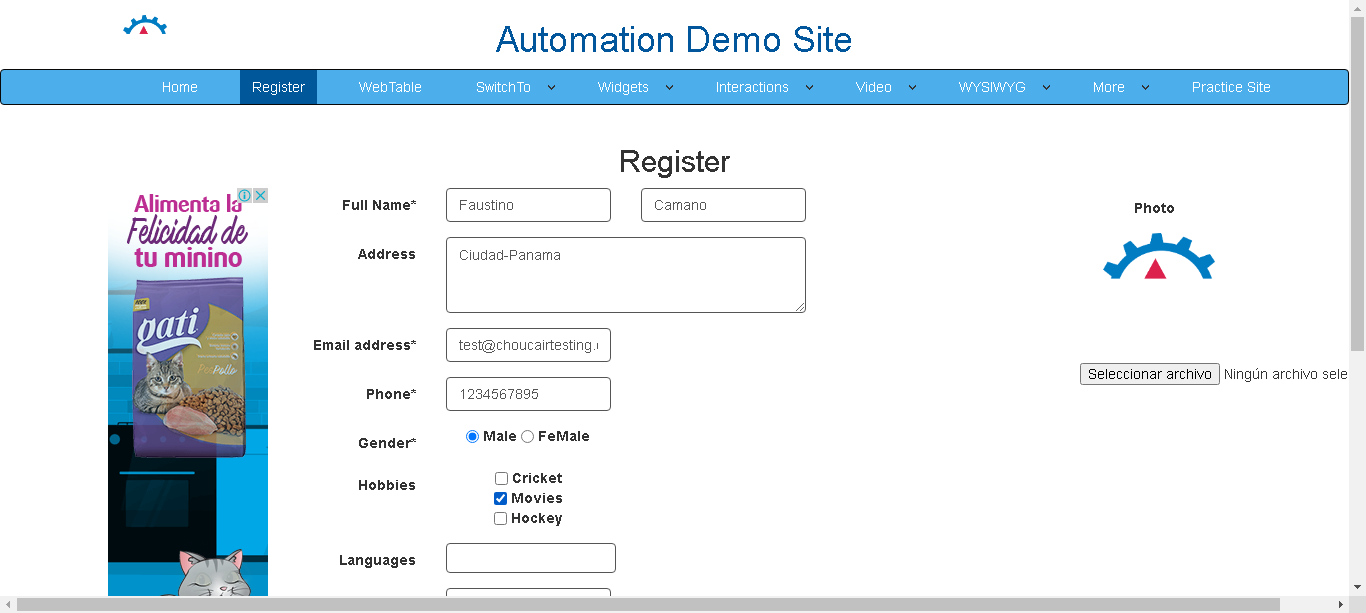 Automation Demo Site
Home Register WebTable SwitchTo Widgets Interactions Video WYSIWYG More Practice Site
Register
Alimenta la
Felicidad de
tu minino
gati
Full Name* Faustino Camano
Address Ciudad-Panama
Email address* test@choucairtesting.
Phone* 1234567895
Gender* Male FeMale
Hobbies Cricket
Movies
Hockey
Languages
Photo
Seleccionar archivo Ningún archivo sele